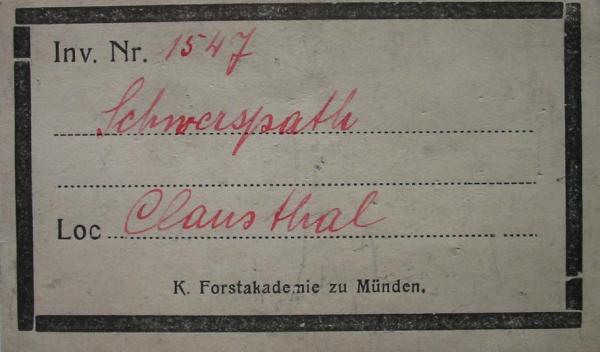 Inv. Nr. 1547
Schwerspath
Loc Clausthal
K. Forstakademie zu Münden.